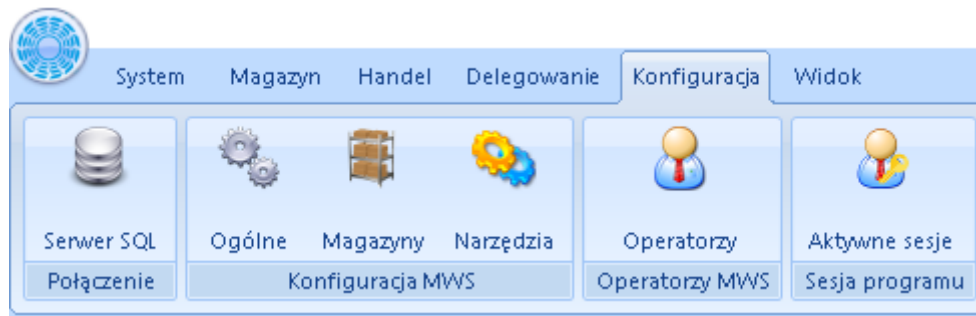 System Magazyn Handel Delegowanie Konfiguracja Widok
Serwer SQL Ogólne Magazyny Narzędzia Operatorzy Aktywne sesje
Połączenie Konfiguracja MWS Operatorzy MWS Sesja programu